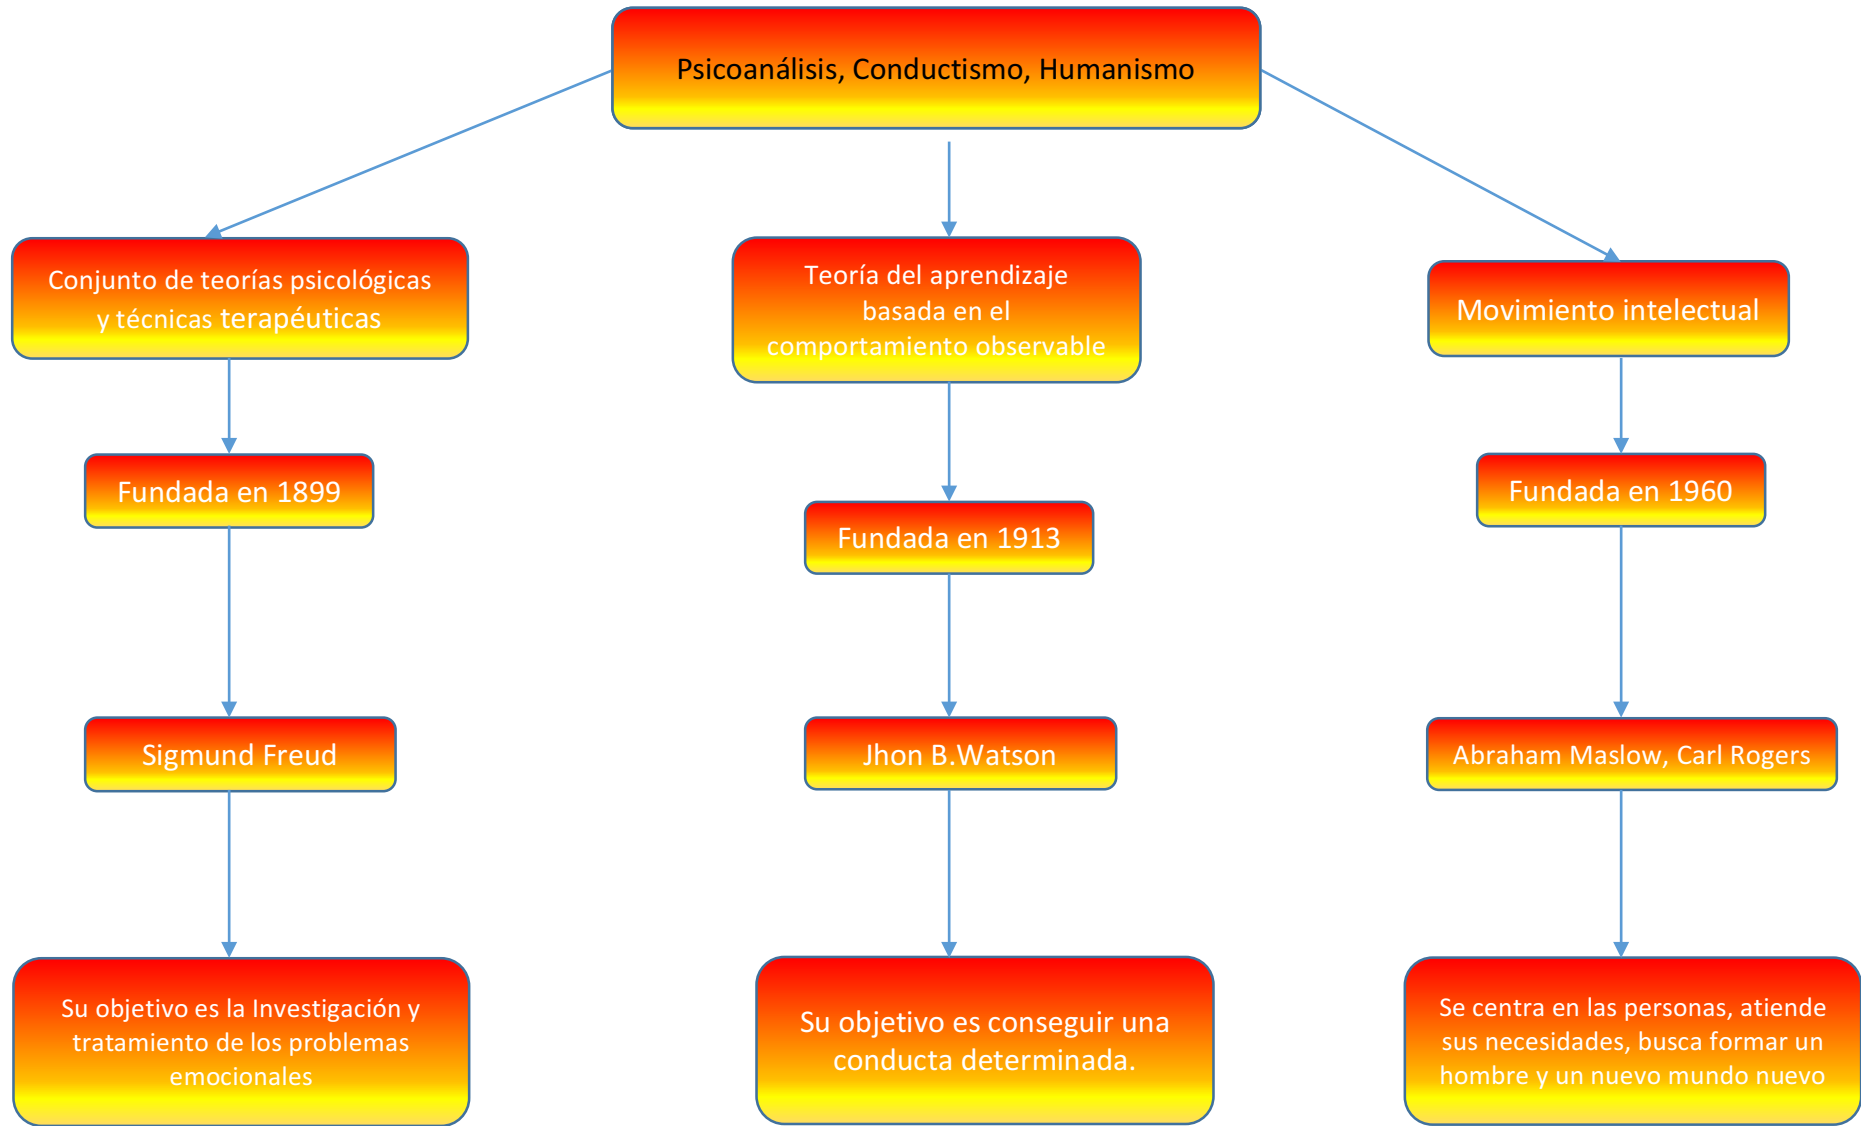 Psicoanálisis, Conductismo, Humanismo
Conjunto de teorías psicológicas
y técnicas terapéuticas
Teoría del aprendizaje
basada en el
comportamiento observable
Movimiento intelectual
Fundada en 1899
Fundada en 1913
Fundada en 1960
Sigmund Freud
Jhon B.Watson
Abraham Maslow, Carl Rogers
Su objetivo es la Investigación y
tratamiento de los problemas
emocionales
Su objetivo es conseguir una
conducta determinada.
Se centra en las personas, atiende
sus necesidades, busca formar un
hombre y un nuevo mundo nuevo